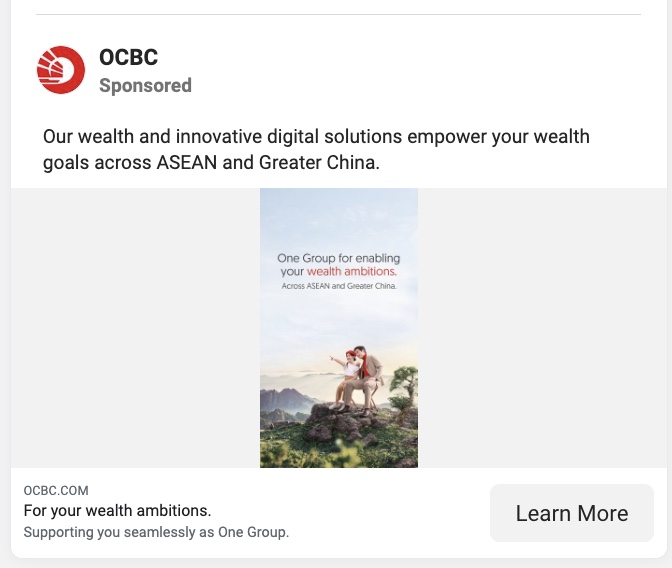 OCBC
Sponsored
Our wealth and innovative digital solutions empower your wealth
goals across ASEAN and Greater China.
One Group for enabling
your wealth ambitions.
Across ASEAN and Greater China.
OCBC.COM
For your wealth ambitions.
Supporting you seamlessly as One Group.
Learn More